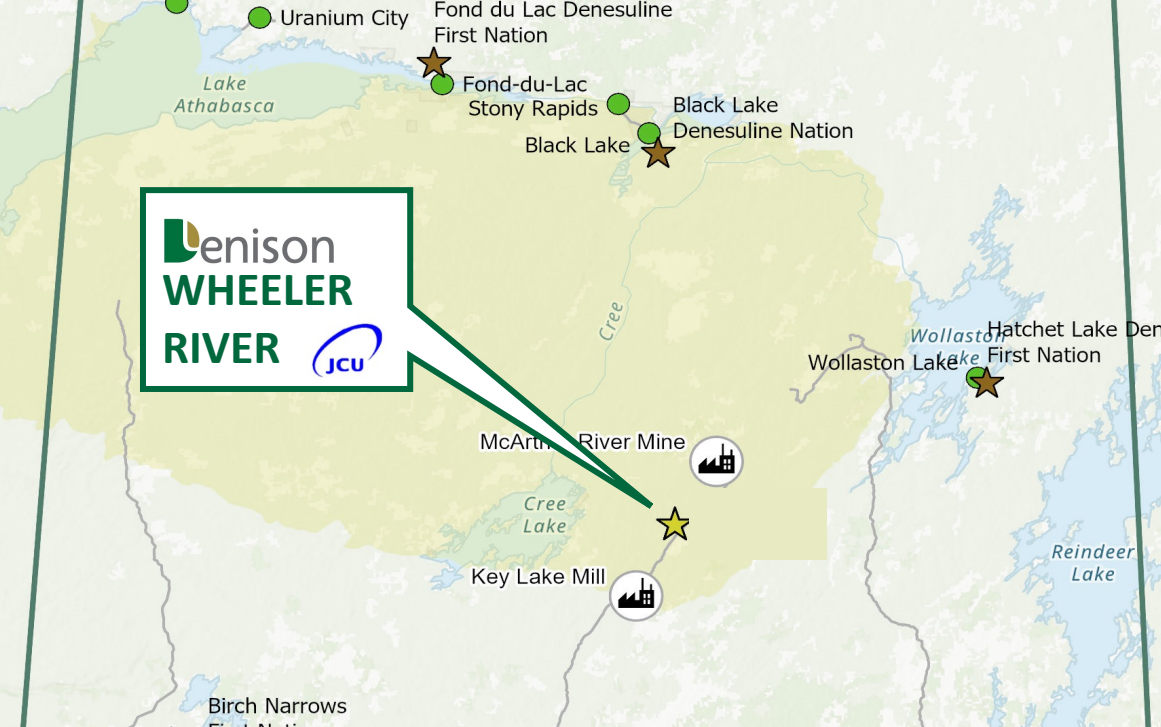 Uranium City
Fond du Lac Denesuline
First Nation
Lake
Athabasca
Fond-du-Lac
Stony Rapids
Black Lake
Denesuline Nation
Black Lake
Denison
WHEELER
RIVER
JCU
Cree
Wollaston
Lake
Hatchet Lake Den
First Nation
Wollaston Lake
River Mine
Cree
Lake
Key Lake Mill
Reindeer
Lake
Birch Narrows